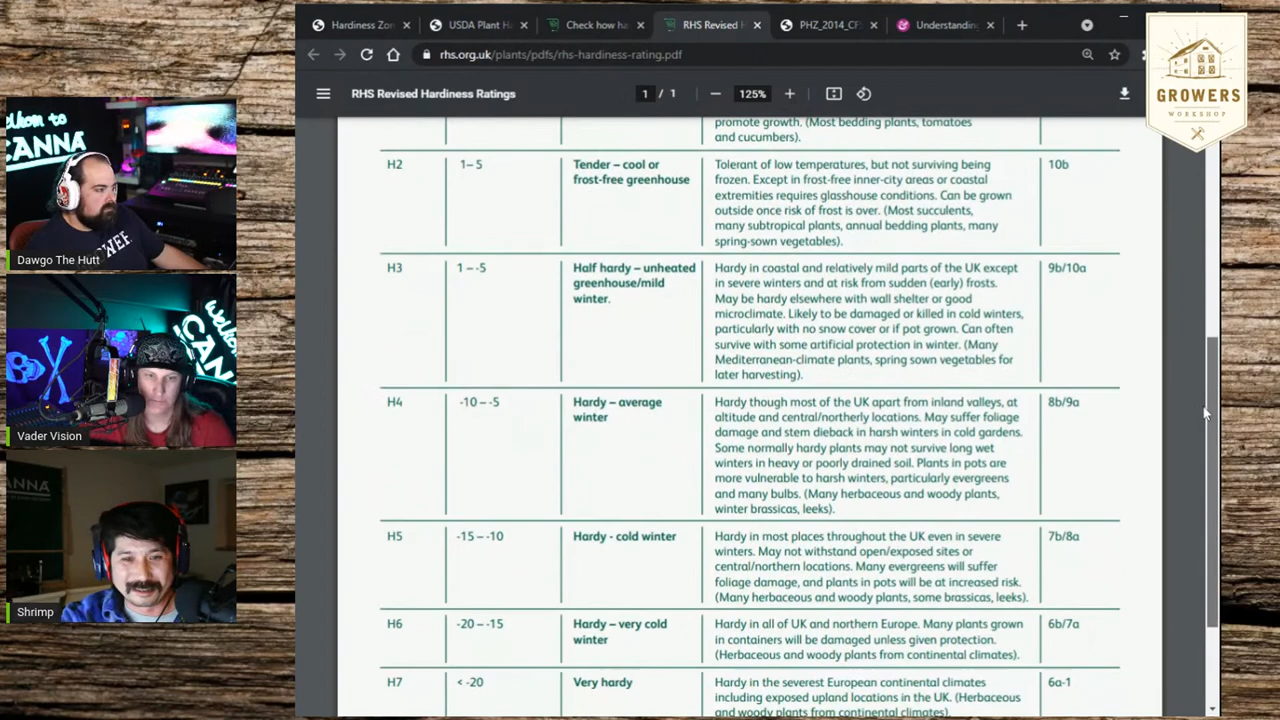 Hardiness Zon
USDA Plant H
Check how ha
RHS Revised H
PHZ_2014_CFS
Understandin
rhs.org.uk/plants/pdfs/rhs-hardiness-rating.pdf
RHS Revised Hardiness Ratings
1 / 1
125%
GROWERS
WORKSHOP
promote growth. (Most bedding plants, tomatoes
and cucumbers).
H2
1– 5
Tender – cool or
frost-free greenhouse
Tolerant of low temperatures, but not surviving being
frozen. Except in frost-free inner-city areas or coastal
extremities requires glasshouse conditions. Can be grown
outside once risk of frost is over. (Most succulents,
many subtropical plants, annual bedding plants, many
spring-sown vegetables).
10b
H3
1 – -5
Half hardy – unheated
greenhouse/mild
winter.
Hardy in coastal and relatively mild parts of the UK except
in severe winters and at risk from sudden (early) frosts.
May be hardy elsewhere with wall shelter or good
microclimate. Likely to be damaged or killed in cold winters,
particularly with no snow cover or if pot grown. Can often
survive with some artificial protection in winter. (Many
Mediterranean-climate plants, spring sown vegetables for
later harvesting).
9b/10a
H4
-10 – -5
Hardy – average
winter
Hardy though most of the UK apart from inland valleys, at
altitude and central/northerly locations. May suffer foliage
damage and stem dieback in harsh winters in cold gardens.
Some normally hardy plants may not survive long wet
winters in heavy or poorly drained soil. Plants in pots are
more vulnerable to harsh winters, particularly evergreens
and many bulbs. (Many herbaceous and woody plants,
winter brassicas, leeks).
8b/9a
H5
-15 – -10
Hardy - cold winter
Hardy in most places throughout the UK even in severe
winters. May not withstand open/exposed sites or
central/northern locations. Many evergreens will suffer
foliage damage, and plants in pots will be at increased risk.
(Many herbaceous and woody plants, some brassicas, leeks).
7b/8a
H6
-20 – -15
Hardy – very cold
winter
Hardy in all of UK and northern Europe. Many plants grown
in containers will be damaged unless given protection.
(Herbaceous and woody plants from continental climates).
6b/7a
H7
< -20
Very hardy
Hardy in the severest European continental climates
including exposed upland locations in the UK. (Herbaceous
and woody plants from continental climates).
6a-1
welkom to
CANNA
Dawgo The Hutt
welk
CAN
Vader Vision
CANNA
Shrimp